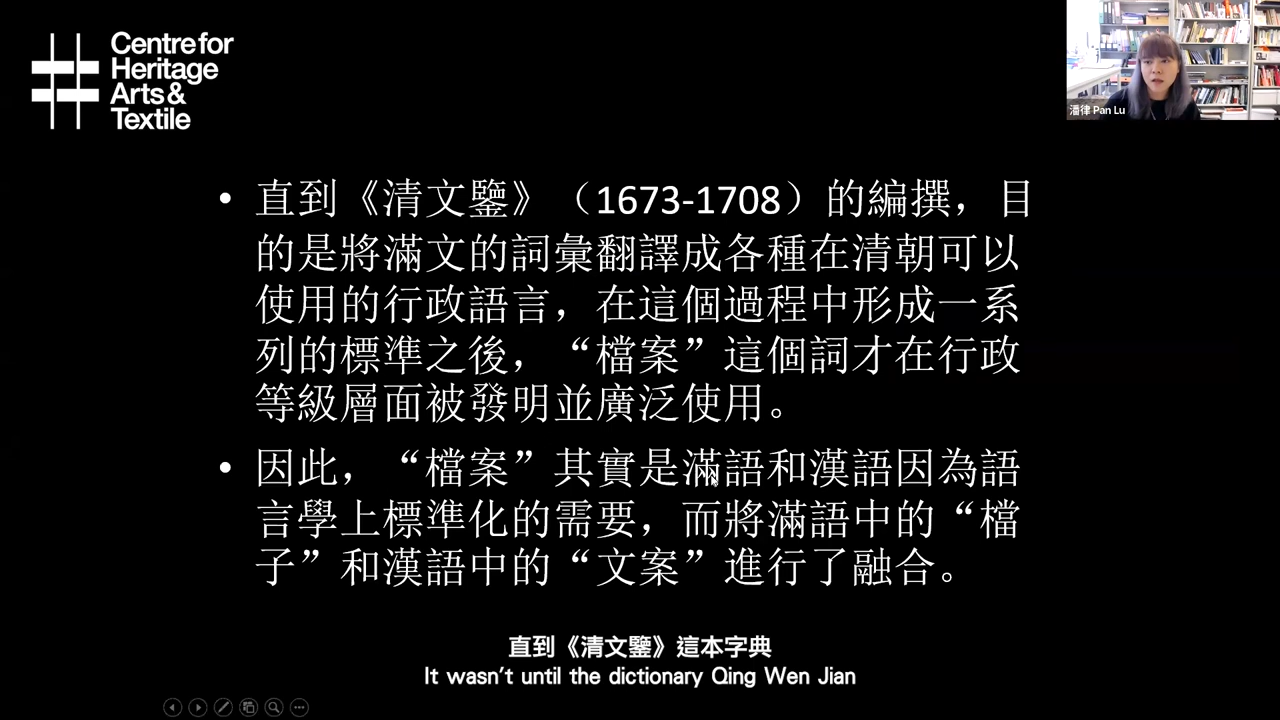 Centre for
Heritage
Arts &
Textile
潘律 Pan Lu
• 直到《清文鑒》（1673-1708）的編撰，目
的是將滿文的詞彙翻譯成各種在清朝可以
使用的行政語言，在這個過程中形成一系
列的標準之後，“檔案”這個詞才在行政
等級層面被發明並廣泛使用。
• 因此，“檔案”其實是滿語和漢語因為語
言學上標準化的需要，而將滿語中的“檔
子”和漢語中的“文案”進行了融合。
直到《清文鑒》這本字典
It wasn't until the dictionary Qing Wen Jian